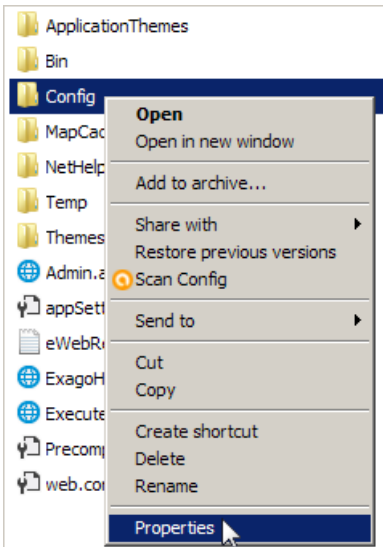 ApplicationThemes
Bin
Config
MapCac
NetHelp
Temp
Themes
Admin.a
appSett
eWebRe
ExagoH
Execute
Precomp
web.con
Open
Open in new window
Add to archive...
Share with
Restore previous versions
Scan Config
Send to
Cut
Copy
Create shortcut
Delete
Rename
Properties